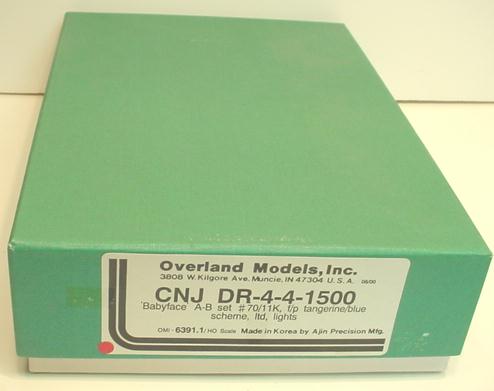 Overland Models, Inc.
3808 W. Kilgore Ave. Muncie, IN 47304 U.S.A. 06/00
CNJ DR-4-4-1500
'Babyface A-B set #70/11K, f/p tangerine/blue
scheme, ltd, lights
OMI - 6391.1/HO Scale Made in Korea by Ajin Precision Mfg.